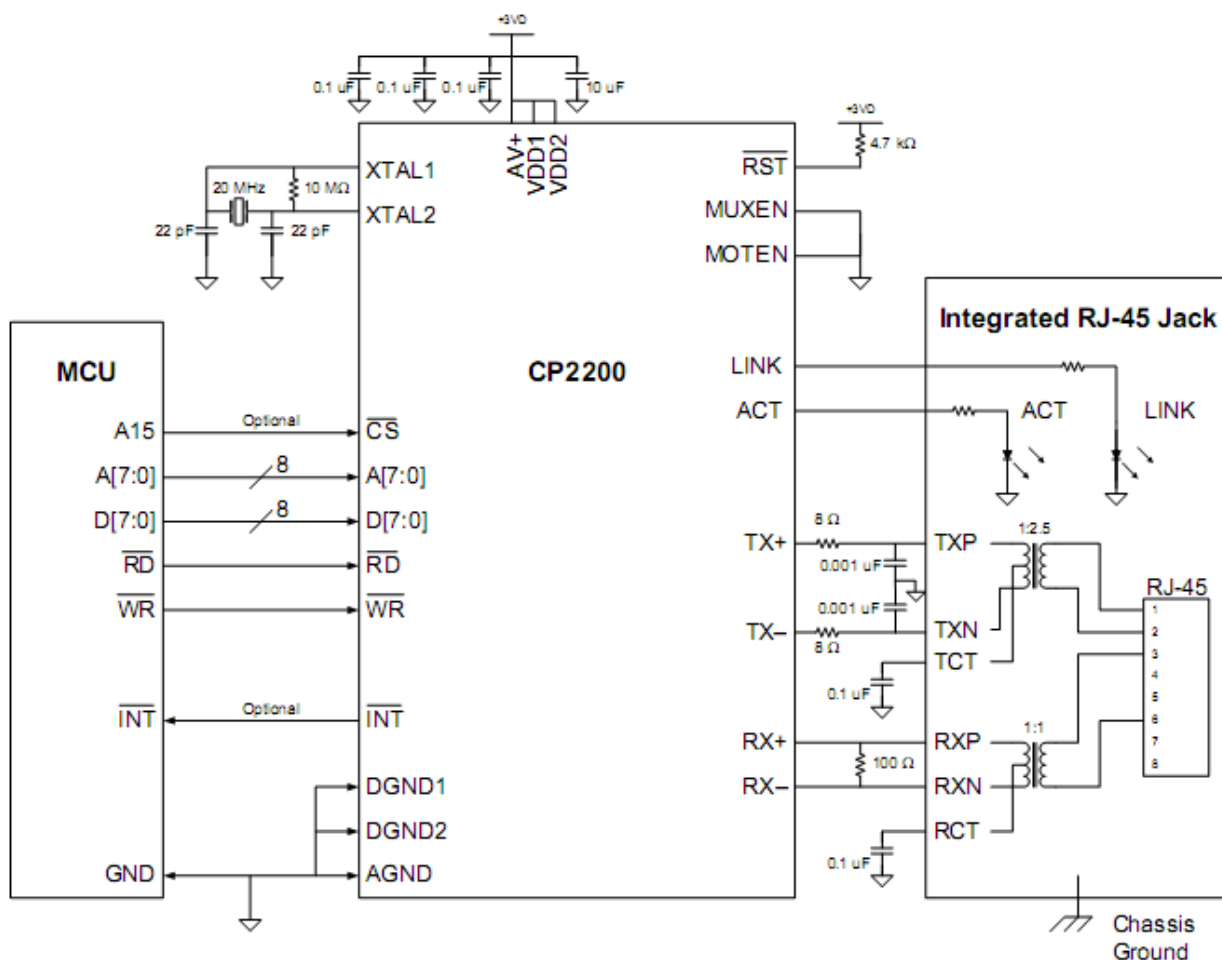 +3VD
0.1 uF
0.1 uF
0.1 uF
10 uF
AV+
VDD1
VDD2
+3VD
4.7 kΩ
RST
XTAL1
20 MHz
10 MΩ
XTAL2
22 pF
22 pF
MUXEN
MOTEN
Integrated RJ-45 Jack
MCU
CP2200
LINK
ACT
ACT
LINK
A15
Optional
CS
A[7:0]
8
A[7:0]
D[7:0]
8
D[7:0]
RD
RD
WR
WR
TX+
8 Ω
TXP
1:2.5
0.001 uF
0.001 uF
TX–
8 Ω
TXN
TCT
0.1 uF
RJ-45
1
2
3
4
5
6
7
8
INT
Optional
INT
RX+
RXP
1:1
100 Ω
RX–
RXN
RCT
0.1 uF
DGND1
DGND2
GND
AGND
Chassis
Ground